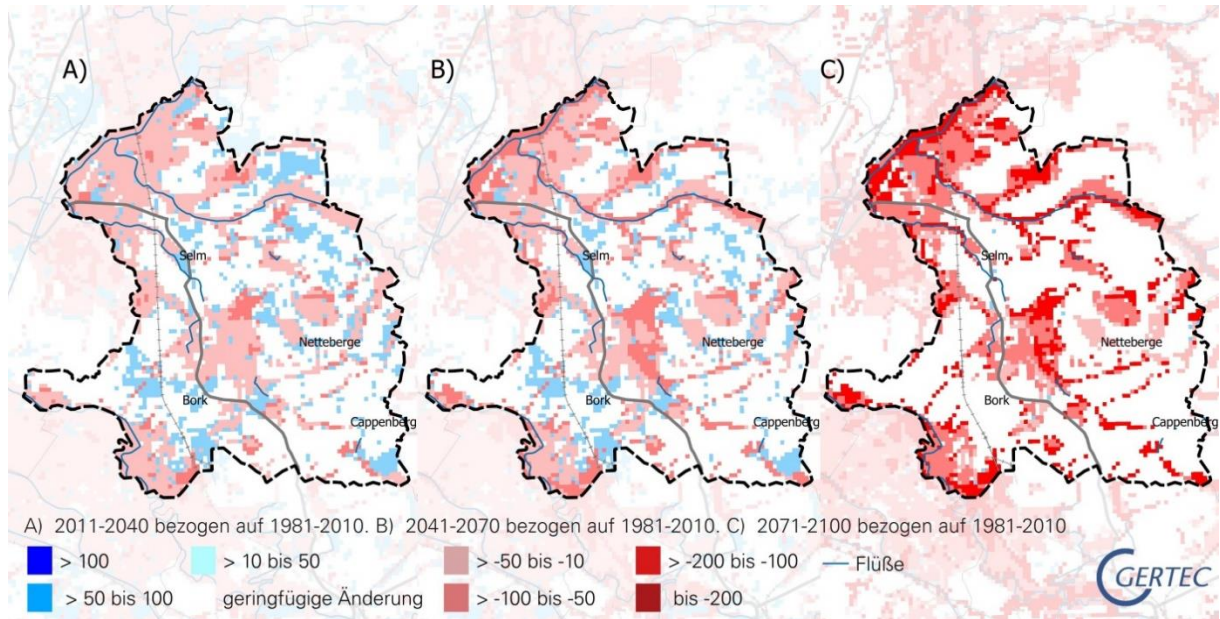 A) B) C)
Selm Selm Selm
Netteberge Netteberge Netteberge
Bork Bork Bork
Cappenberg Cappenberg Cappenberg
A) 2011-2040 bezogen auf 1981-2010. B) 2041-2070 bezogen auf 1981-2010. C) 2071-2100 bezogen auf 1981-2010
> 100 > 10 bis 50 > -50 bis -10 > -200 bis -100 Flüße
> 50 bis 100 geringfügige Änderung > -100 bis -50 bis -200
GERTEC